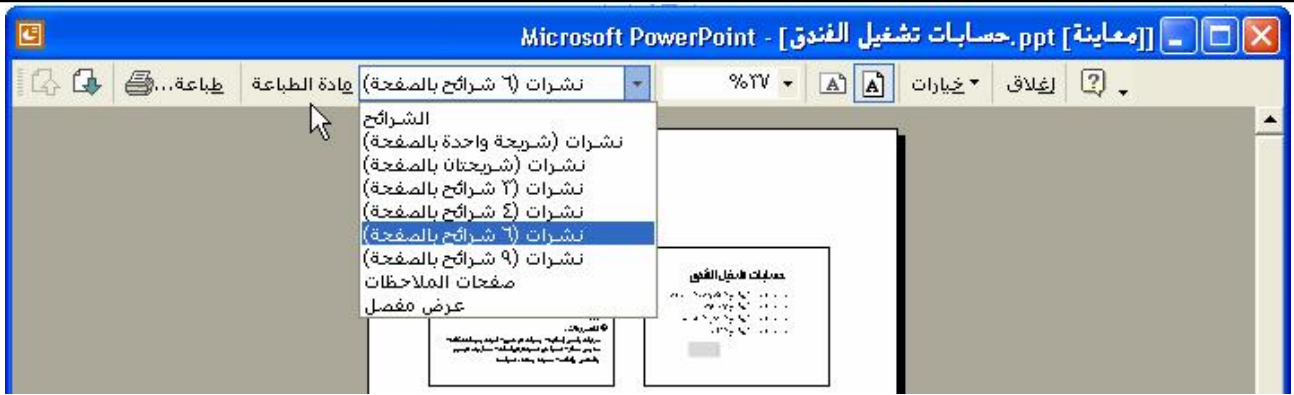 Microsoft PowerPoint - [حسابات تشغيل الفندق.ppt [معاينة]]
طباعة... مادة الطباعة نشرات (٦ شرائح بالصفحة) ٢٧% خيارات إغلاق
الشرائح
نشرات (شريحة واحدة بالصفحة)
نشرات (شريحتان بالصفحة)
نشرات (٣ شرائح بالصفحة)
نشرات (٤ شرائح بالصفحة)
نشرات (٦ شرائح بالصفحة)
نشرات (٩ شرائح بالصفحة)
صفحات الملاحظات
عرض مفصل
حسابات تشغيل الفندق